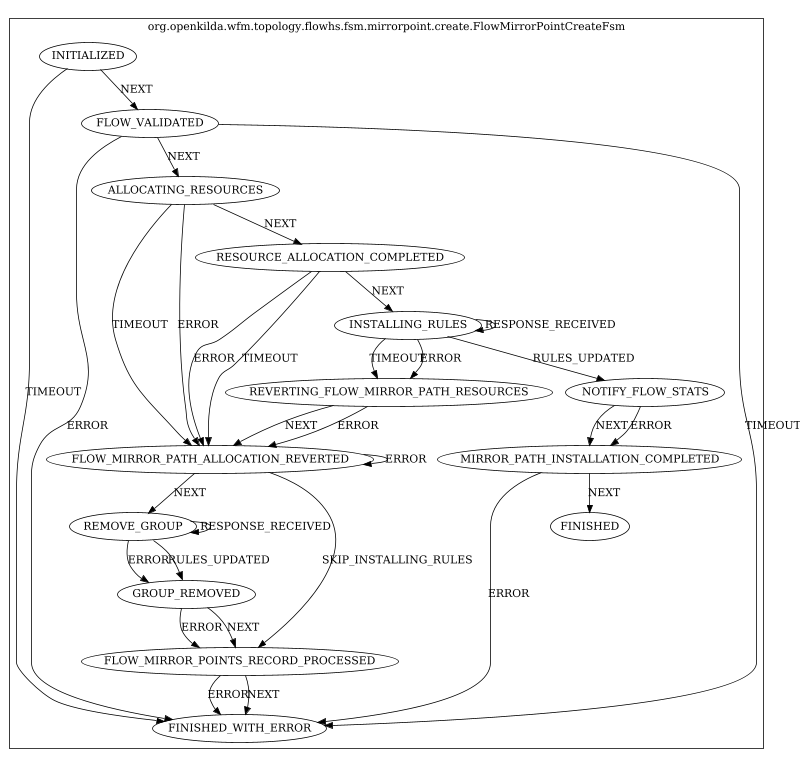 org.openkilda.wfm.topology.flowhs.fsm.mirrorpoint.create.FlowMirrorPointCreateFsm
INITIALIZED
NEXT
FLOW_VALIDATED
NEXT
ALLOCATING_RESOURCES
NEXT
RESOURCE_ALLOCATION_COMPLETED
NEXT
TIMEOUT ERROR INSTALLING_RULES RESPONSE_RECEIVED
ERROR TIMEOUT TIMEOUT ERROR RULES_UPDATED
TIMEOUT REVERTING_FLOW_MIRROR_PATH_RESOURCES NOTIFY_FLOW_STATS
ERROR NEXT ERROR NEXT ERROR TIMEOUT
FLOW_MIRROR_PATH_ALLOCATION_REVERTED ERROR MIRROR_PATH_INSTALLATION_COMPLETED
NEXT NEXT
REMOVE_GROUP RESPONSE_RECEIVED FINISHED
ERROR RULES_UPDATED SKIP_INSTALLING_RULES
GROUP_REMOVED ERROR
ERROR NEXT
FLOW_MIRROR_POINTS_RECORD_PROCESSED
ERROR NEXT
FINISHED_WITH_ERROR